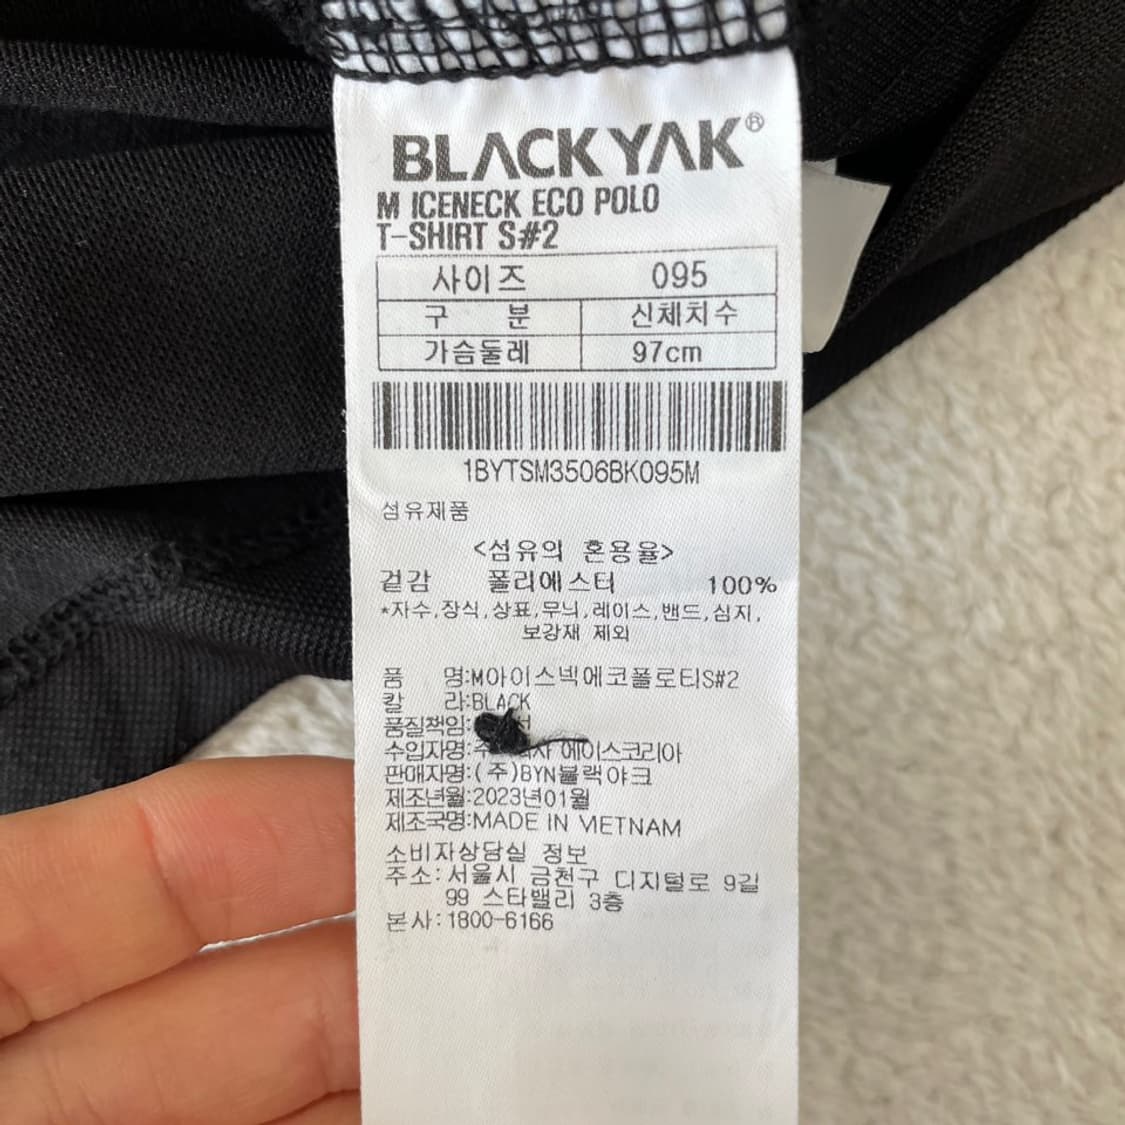 BLACKYAK®
M ICENECK ECO POLO
T-SHIRT S#2
사이즈 095
구 분 신체치수
가슴둘레 97cm
1BYTSM3506BK095M
섬유제품
<섬유의 혼용율>
겉감 폴리에스터 100%
*자수,장식,상표,무늬,레이스,밴드,심지,
보강재 제외
품 명:M아이스넥에코폴로티S#2
칼 라:BLACK
품질책임:
수입자명: 에이스코리아
판매자명:(주)BYN블랙야크
제조년월:2023년01월
제조국명:MADE IN VIETNAM
소비자상담실 정보
주소:서울시 금천구 디지털로 9길
99 스타밸리 3층
본사:1800-6166